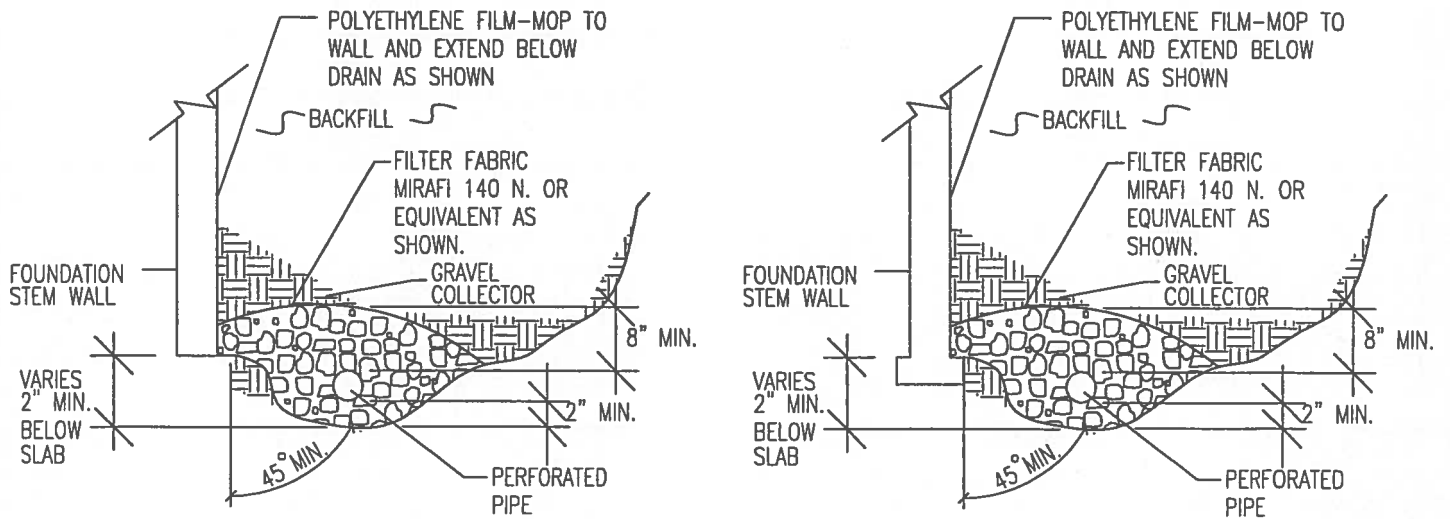 POLYETHYLENE FILM-MOP TO
WALL AND EXTEND BELOW
DRAIN AS SHOWN
BACKFILL
FILTER FABRIC
MIRAFI 140 N. OR
EQUIVALENT AS
SHOWN.
GRAVEL
COLLECTOR
FOUNDATION
STEM WALL
8" MIN.
VARIES
2" MIN.
BELOW
SLAB
2" MIN.
45° MIN.
PERFORATED
PIPE
POLYETHYLENE FILM-MOP TO
WALL AND EXTEND BELOW
DRAIN AS SHOWN
BACKFILL
FILTER FABRIC
MIRAFI 140 N. OR
EQUIVALENT AS
SHOWN.
GRAVEL
COLLECTOR
FOUNDATION
STEM WALL
8" MIN.
VARIES
2" MIN.
BELOW
SLAB
2" MIN.
45° MIN.
PERFORATED
PIPE